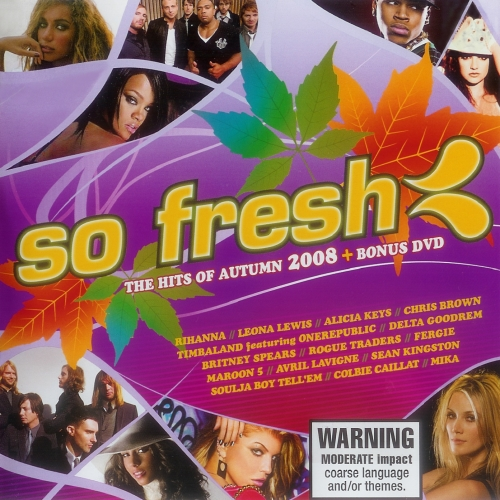 so fresh
THE HITS OF AUTUMN 2008 + BONUS DVD
RIHANNA // LEONA LEWIS // ALICIA KEYS // CHRIS BROWN
TIMBALAND featuring ONEREPUBLIC // DELTA GOODREM
BRITNEY SPEARS // ROGUE TRADERS // FERGIE
MAROON 5 // AVRIL LAVIGNE // SEAN KINGSTON
SOULJA BOY TELL'EM // COLBIE CAILLAT // MIKA
WARNING
MODERATE impact
coarse language
and/or themes.